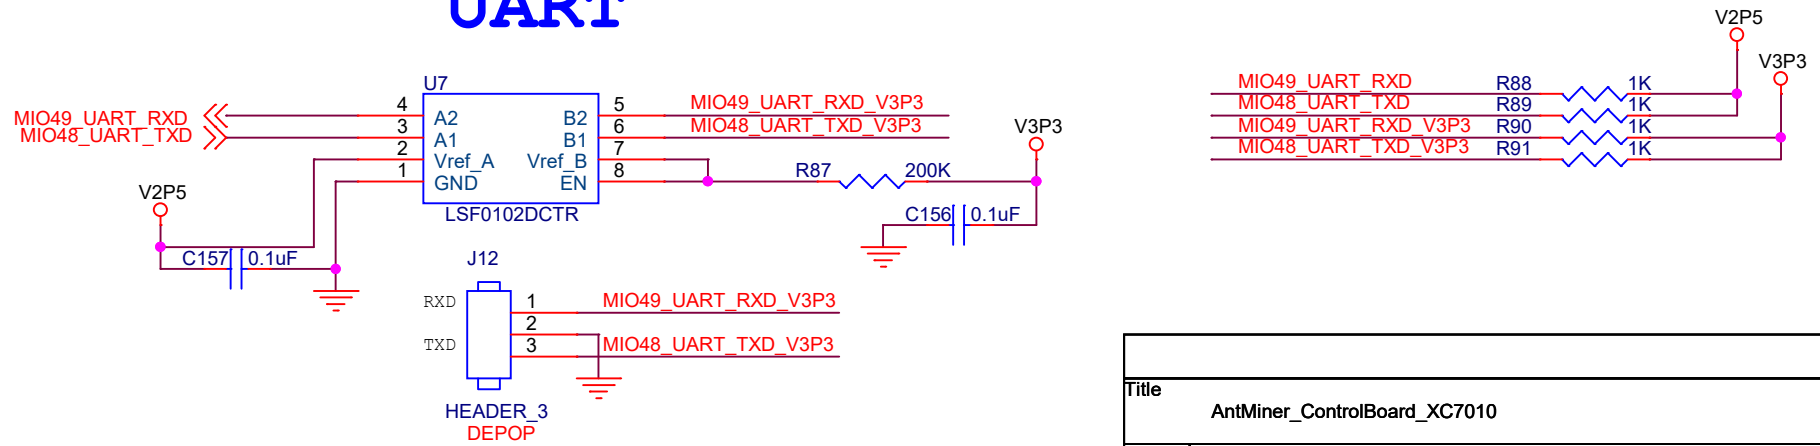 UART
V2P5
V3P3
U7
MIO49_UART_RXD
MIO48_UART_TXD
4
3
2
1
A2
A1
Vref_A
GND
B2
B1
Vref_B
EN
5
6
7
8
MIO49_UART_RXD_V3P3
MIO48_UART_TXD_V3P3
LSF0102DCTR
V3P3
R87 200K
C156 0.1uF
V2P5
C157 0.1uF
MIO49_UART_RXD R88 1K
MIO48_UART_TXD R89 1K
MIO49_UART_RXD_V3P3 R90 1K
MIO48_UART_TXD_V3P3 R91 1K
J12
RXD 1 MIO49_UART_RXD_V3P3
2
TXD 3 MIO48_UART_TXD_V3P3
HEADER_3
DEPOP
Title
AntMiner_ControlBoard_XC7010